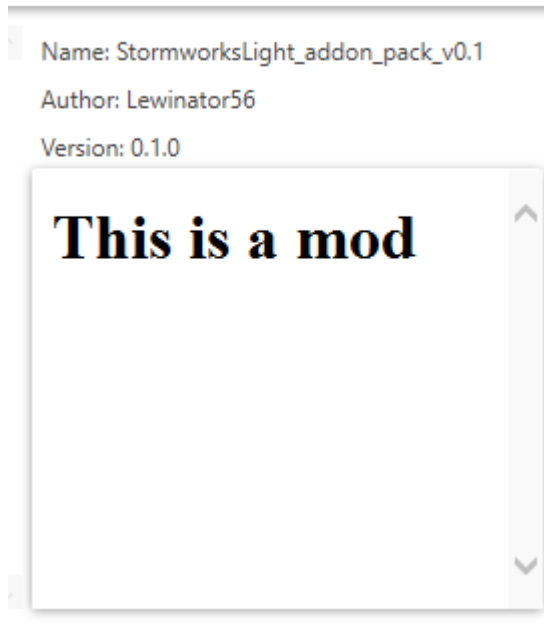 Name: StormworksLight_addon_pack_v0.1
Author: Lewinator56
Version: 0.1.0
This is a mod